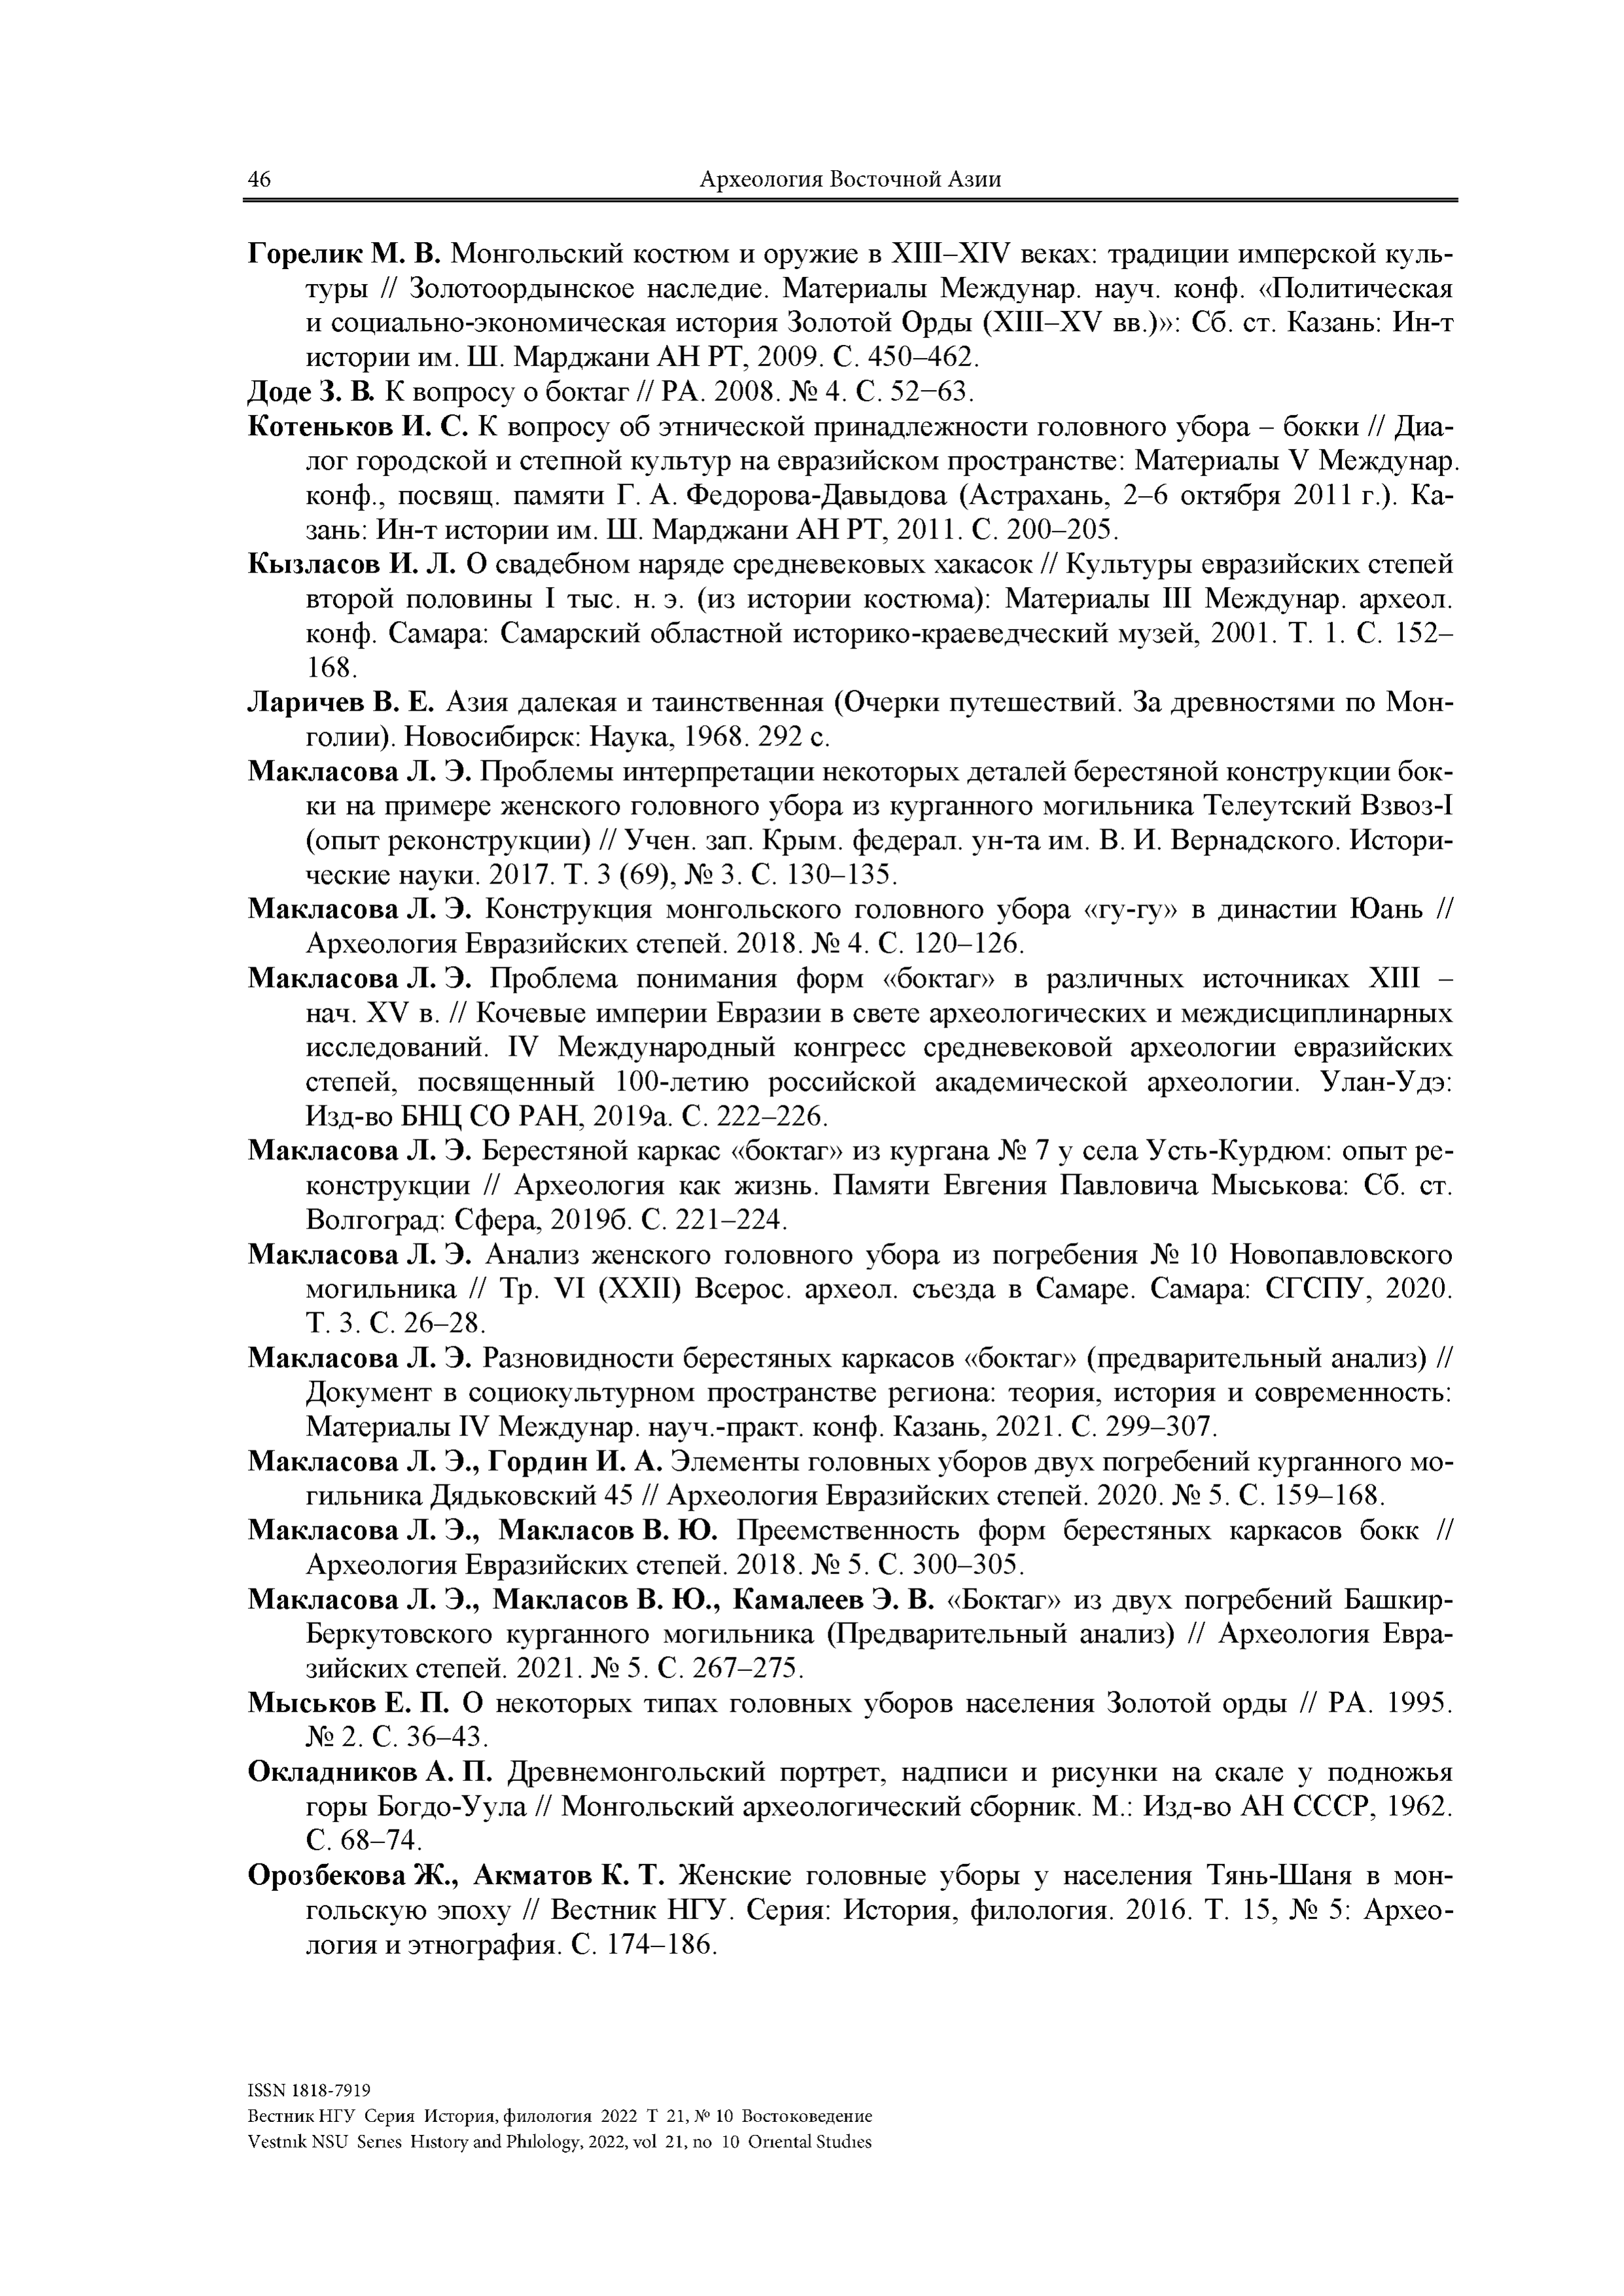 46
Археология Восточной Азии
Горелик М. В. Монгольский костюм и оружие в XIII–XIV веках: традиции имперской куль-
туры // Золотоордынское наследие. Материалы Междунар. науч. конф. «Политическая
и социально-экономическая история Золотой Орды (XIII–XV вв.)»: Сб. ст. Казань: Ин-т
истории им. Ш. Марджани АН РТ, 2009. С. 450–462.
Доде З. В. К вопросу о боктаг // РА. 2008. № 4. С. 52–63.
Котеньков И. С. К вопросу об этнической принадлежности головного убора – бокки // Диа-
лог городской и степной культур на евразийском пространстве: Материалы V Междунар.
конф., посвящ. памяти Г. А. Федорова-Давыдова (Астрахань, 2–6 октября 2011 г.). Ка-
зань: Ин-т истории им. Ш. Марджани АН РТ, 2011. С. 200–205.
Кызласов И. Л. О свадебном наряде средневековых хакасок // Культуры евразийских степей
второй половины I тыс. н. э. (из истории костюма): Материалы III Междунар. археол.
конф. Самара: Самарский областной историко-краеведческий музей, 2001. Т. 1. С. 152–
168.
Ларичев В. Е. Азия далекая и таинственная (Очерки путешествий. За древностями по Мон-
голии). Новосибирск: Наука, 1968. 292 с.
Макласова Л. Э. Проблемы интерпретации некоторых деталей берестяной конструкции бок-
ки на примере женского головного убора из курганного могильника Телеутский Взвоз-I
(опыт реконструкции) // Учен. зап. Крым. федерал. ун-та им. В. И. Вернадского. Истори-
ческие науки. 2017. Т. 3 (69), № 3. С. 130–135.
Макласова Л. Э. Конструкция монгольского головного убора «гу-гу» в династии Юань //
Археология Евразийских степей. 2018. № 4. С. 120–126.
Макласова Л. Э. Проблема понимания форм «боктаг» в различных источниках XIII –
нач. XV в. // Кочевые империи Евразии в свете археологических и междисциплинарных
исследований. IV Международный конгресс средневековой археологии евразийских
степей, посвященный 100-летию российской академической археологии. Улан-Удэ:
Изд-во БНЦ СО РАН, 2019а. С. 222–226.
Макласова Л. Э. Берестяной каркас «боктаг» из кургана № 7 у села Усть-Курдюм: опыт ре-
конструкции // Археология как жизнь. Памяти Евгения Павловича Мыськова: Сб. ст.
Волгоград: Сфера, 2019б. С. 221–224.
Макласова Л. Э. Анализ женского головного убора из погребения № 10 Новопавловского
могильника // Тр. VI (XXII) Всерос. археол. съезда в Самаре. Самара: СГСПУ, 2020.
Т. 3. С. 26–28.
Макласова Л. Э. Разновидности берестяных каркасов «боктаг» (предварительный анализ) //
Документ в социокультурном пространстве региона: теория, история и современность:
Материалы IV Междунар. науч.-практ. конф. Казань, 2021. С. 299–307.
Макласова Л. Э., Гордин И. А. Элементы головных уборов двух погребений курганного мо-
гильника Дядьковский 45 // Археология Евразийских степей. 2020. № 5. С. 159–168.
Макласова Л. Э., Макласов В. Ю. Преемственность форм берестяных каркасов бокк //
Археология Евразийских степей. 2018. № 5. С. 300–305.
Макласова Л. Э., Макласов В. Ю., Камалеев Э. В. «Боктаг» из двух погребений Башкир-
Беркутовского курганного могильника (Предварительный анализ) // Археология Евра-
зийских степей. 2021. № 5. С. 267–275.
Мыськов Е. П. О некоторых типах головных уборов населения Золотой орды // РА. 1995.
№ 2. С. 36–43.
Окладников А. П. Древнемонгольский портрет, надписи и рисунки на скале у подножья
горы Богдо-Уула // Монгольский археологический сборник. М.: Изд-во АН СССР, 1962.
С. 68–74.
Орозбекова Ж., Акматов К. Т. Женские головные уборы у населения Тянь-Шаня в мон-
гольскую эпоху // Вестник НГУ. Серия: История, филология. 2016. Т. 15, № 5: Архео-
логия и этнография. С. 174–186.
ISSN 1818-7919
Вестник НГУ Серия История, филология 2022 Т 21, № 10 Востоковедение
Vestnik NSU Series History and Philology, 2022, vol 21, no 10 Oriental Studies